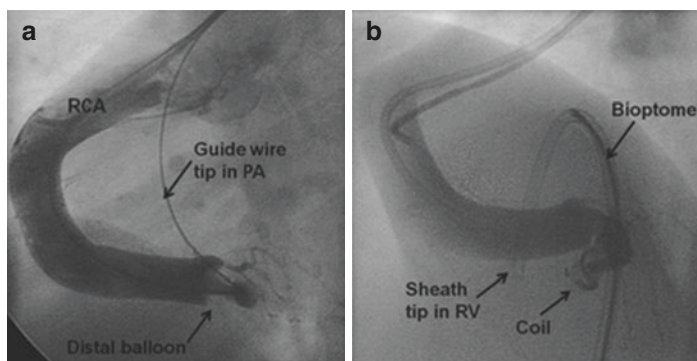 a
RCA
Guide wire
tip in PA
Distal balloon
b
Bioptome
Sheath
tip in RV
Coil